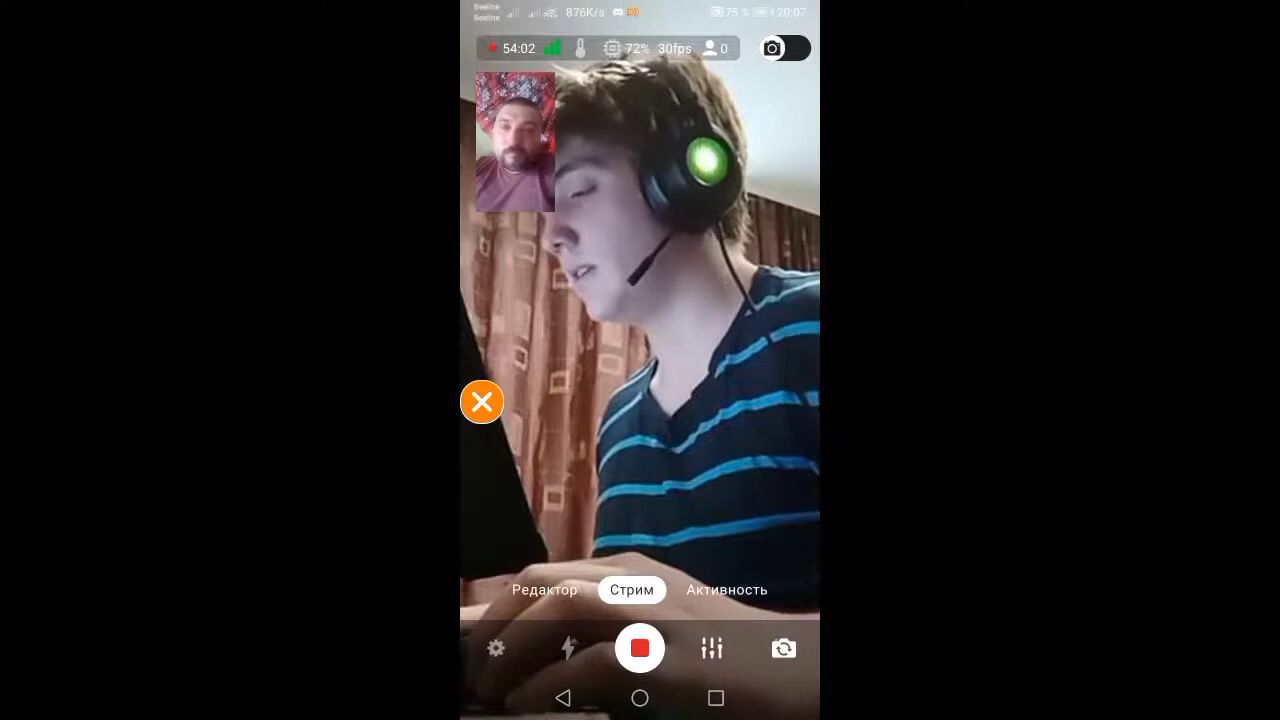 Beeline
Beeline
876K/s
75 %
20:07
54:02
72%
30fps
0
Редактор
Стрим
Активность